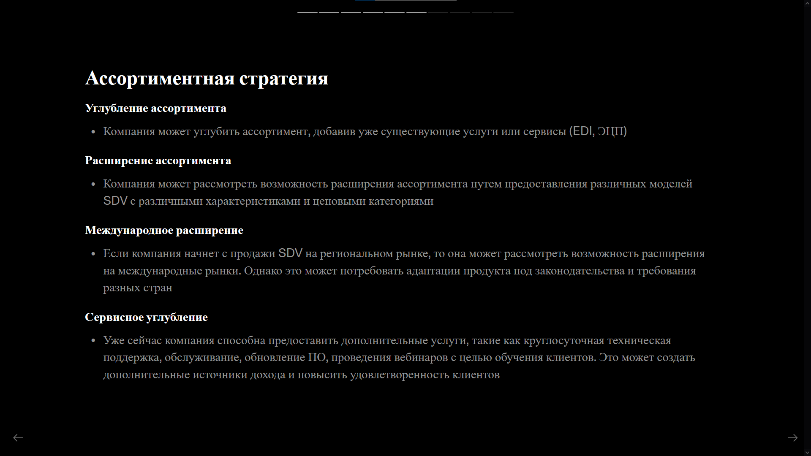 Ассортиментная стратегия
Углубление ассортимента
• Компания может углубить ассортимент, добавив уже существующие услуги или сервисы (EDI, ЭЦП)
Расширение ассортимента
• Компания может рассмотреть возможность расширения ассортимента путем предоставления различных моделей
SDV с различными характеристиками и ценовыми категориями
Международное расширение
• Если компания начнет с продажи SDV на региональном рынке, то она может рассмотреть возможность расширения
на международные рынки. Однако это может потребовать адаптации продукта под законодательства и требования
разных стран
Сервисное углубление
• Уже сейчас компания способна предоставить дополнительные услуги, такие как круглосуточная техническая
поддержка, обслуживание, обновление ПО, проведения вебинаров с целью обучения клиентов. Это может создать
дополнительные источники дохода и повысить удовлетворенность клиентов